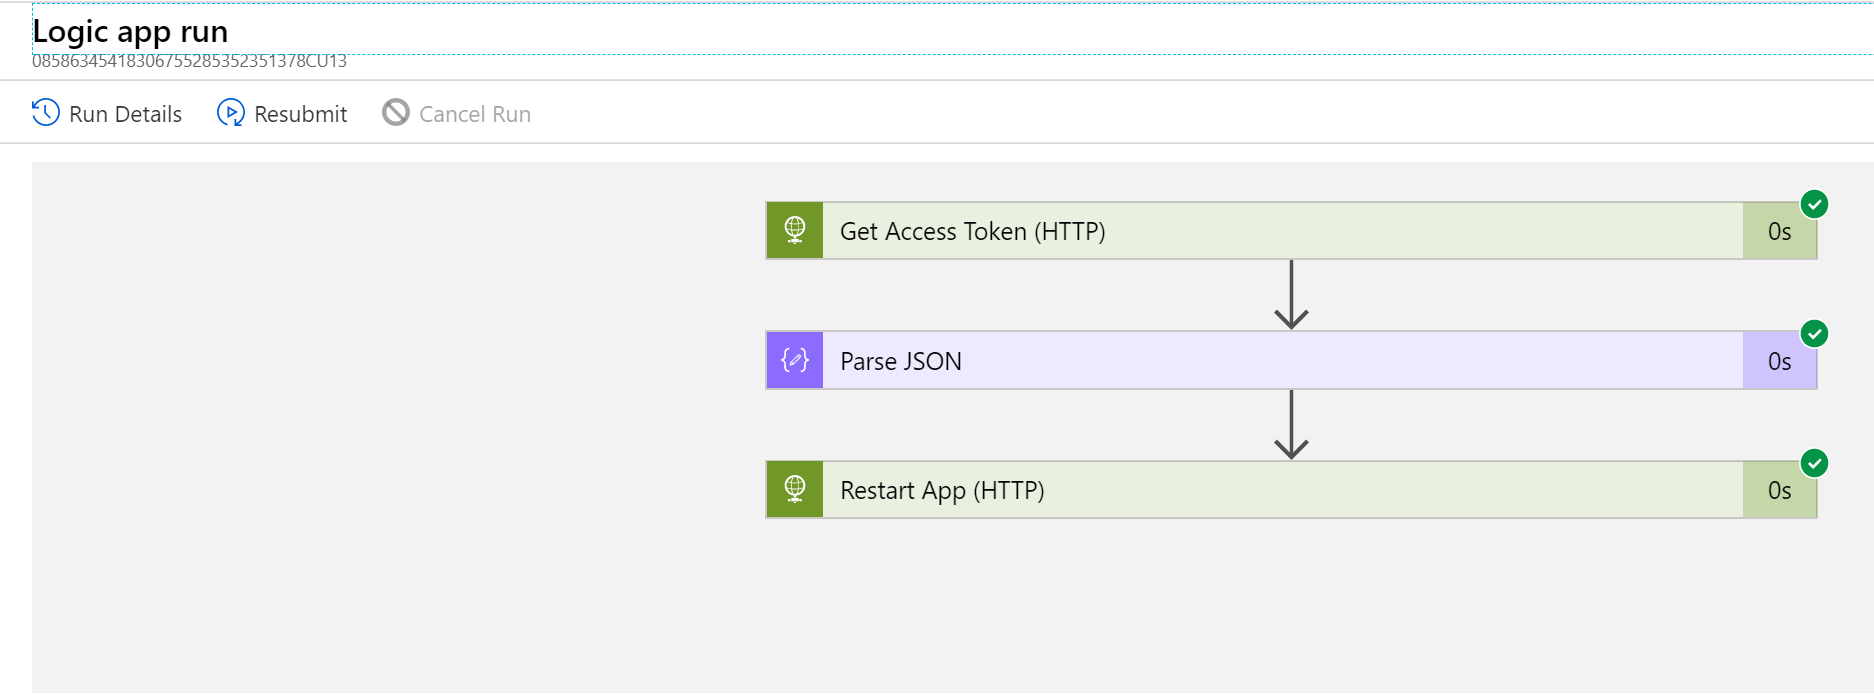 Logic app run
08586345418306755285352351378CU13
Run Details Resubmit Cancel Run
Get Access Token (HTTP) 0s
Parse JSON 0s
Restart App (HTTP) 0s